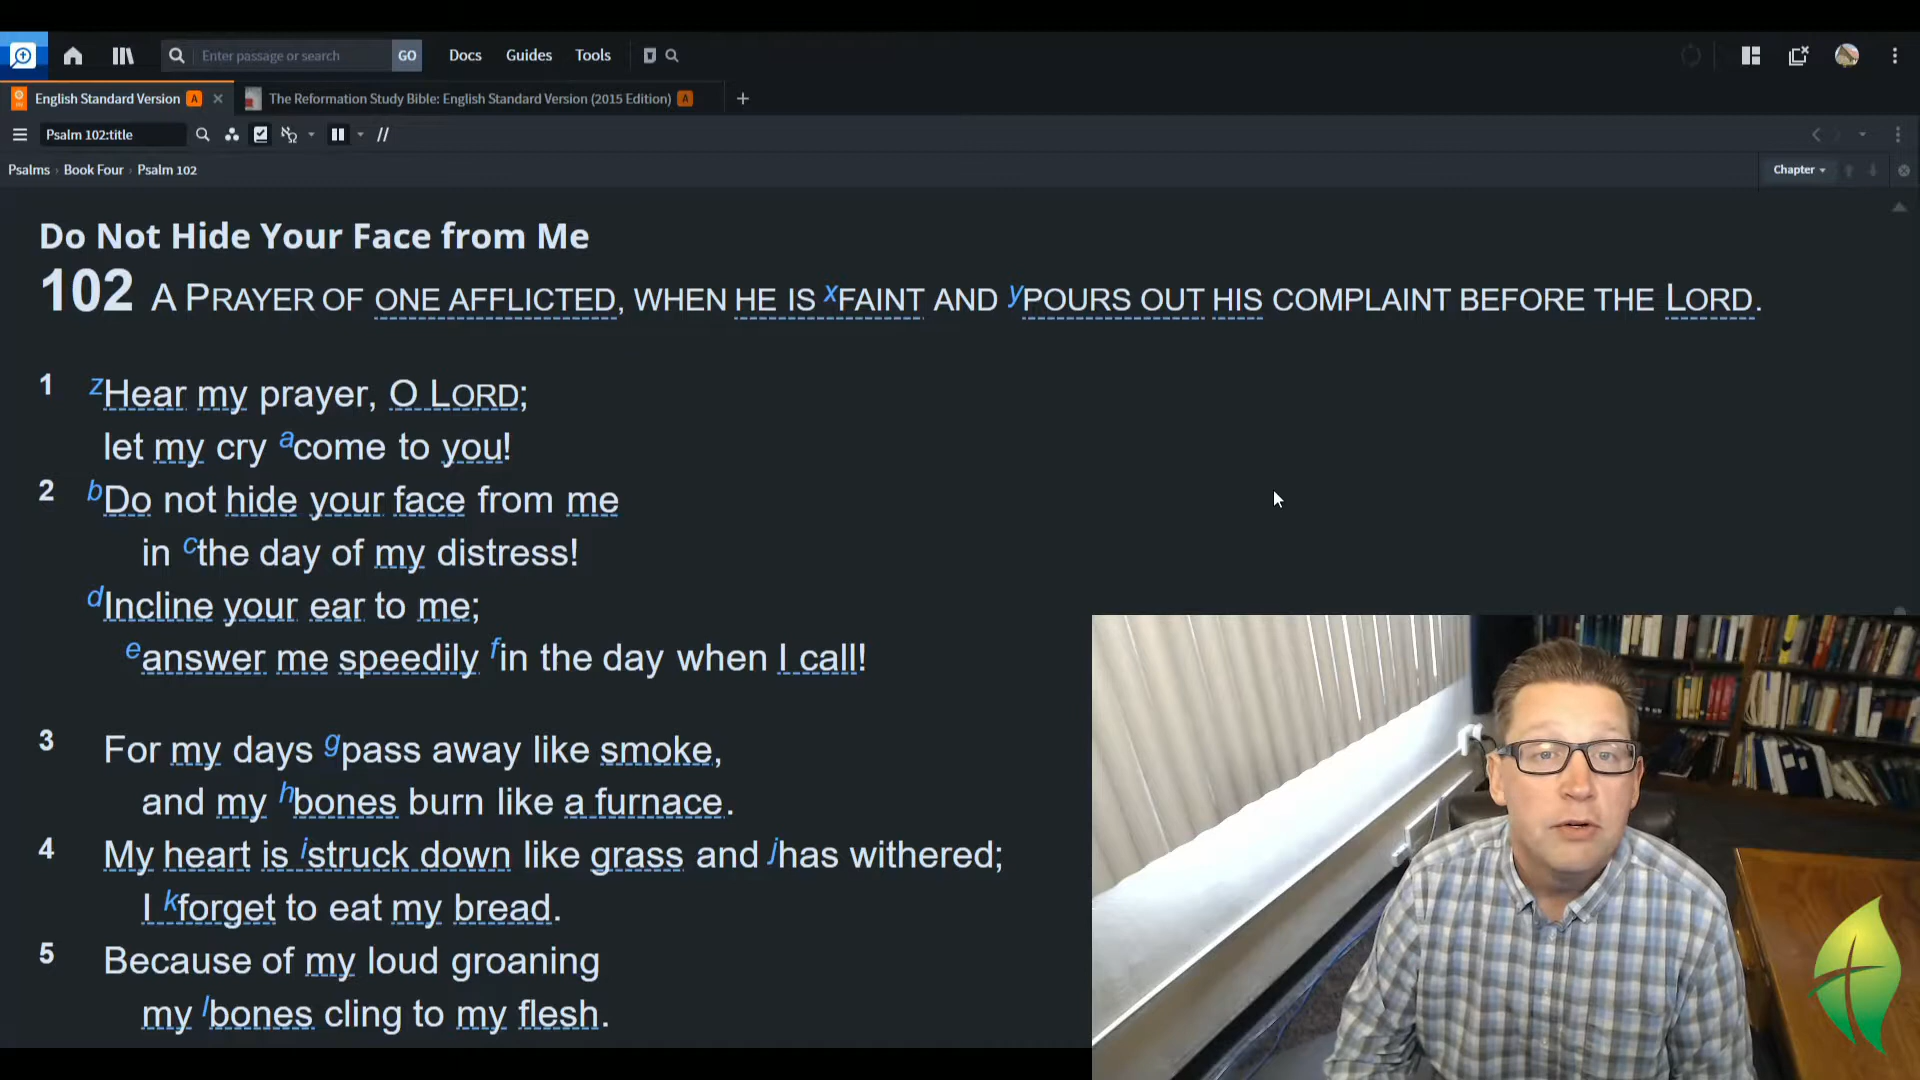 Enter passage or search GO Docs Guides Tools
English Standard Version A The Reformation Study Bible: English Standard Version (2015 Edition) A
Psalm 102:title
Psalms › Book Four › Psalm 102 Chapter
Do Not Hide Your Face from Me
102 A PRAYER OF ONE AFFLICTED, WHEN HE IS xFAINT AND yPOURS OUT HIS COMPLAINT BEFORE THE LORD.
1 zHear my prayer, O LORD;
let my cry acome to you!
2 bDo not hide your face from me
in cthe day of my distress!
dIncline your ear to me;
eanswer me speedily fin the day when I call!
3 For my days gpass away like smoke,
and my hbones burn like a furnace.
4 My heart is istruck down like grass and jhas withered;
I kforget to eat my bread.
5 Because of my loud groaning
my lbones cling to my flesh.